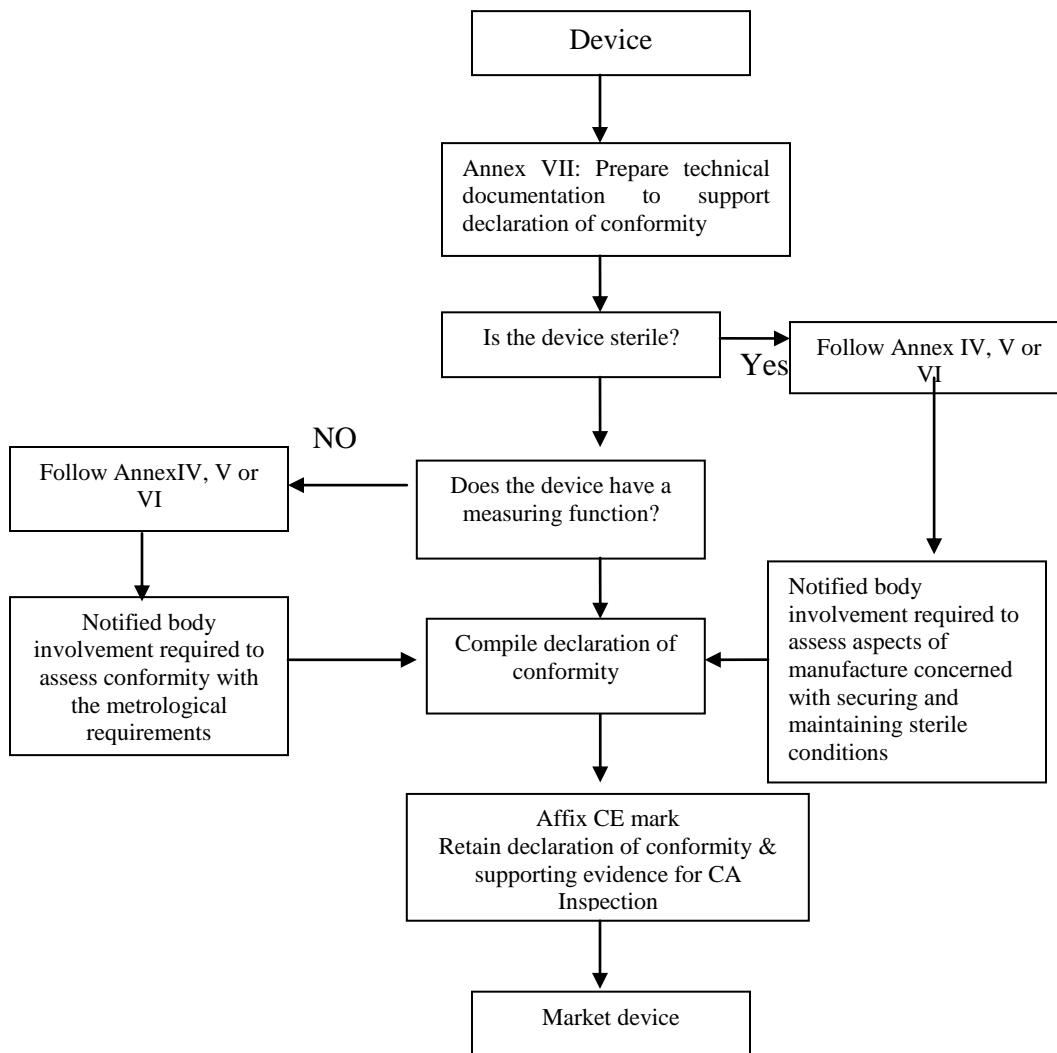 Device
Annex VII: Prepare technical
documentation to support
declaration of conformity
Is the device sterile?
Yes
Follow Annex IV, V or
VI
NO
Follow AnnexIV, V or
VI
Does the device have a
measuring function?
Notified body
involvement required to
assess conformity with
the metrological
requirements
Compile declaration of
conformity
Notified body
involvement required to
assess aspects of
manufacture concerned
with securing and
maintaining sterile
conditions
Affix CE mark
Retain declaration of conformity &
supporting evidence for CA
Inspection
Market device